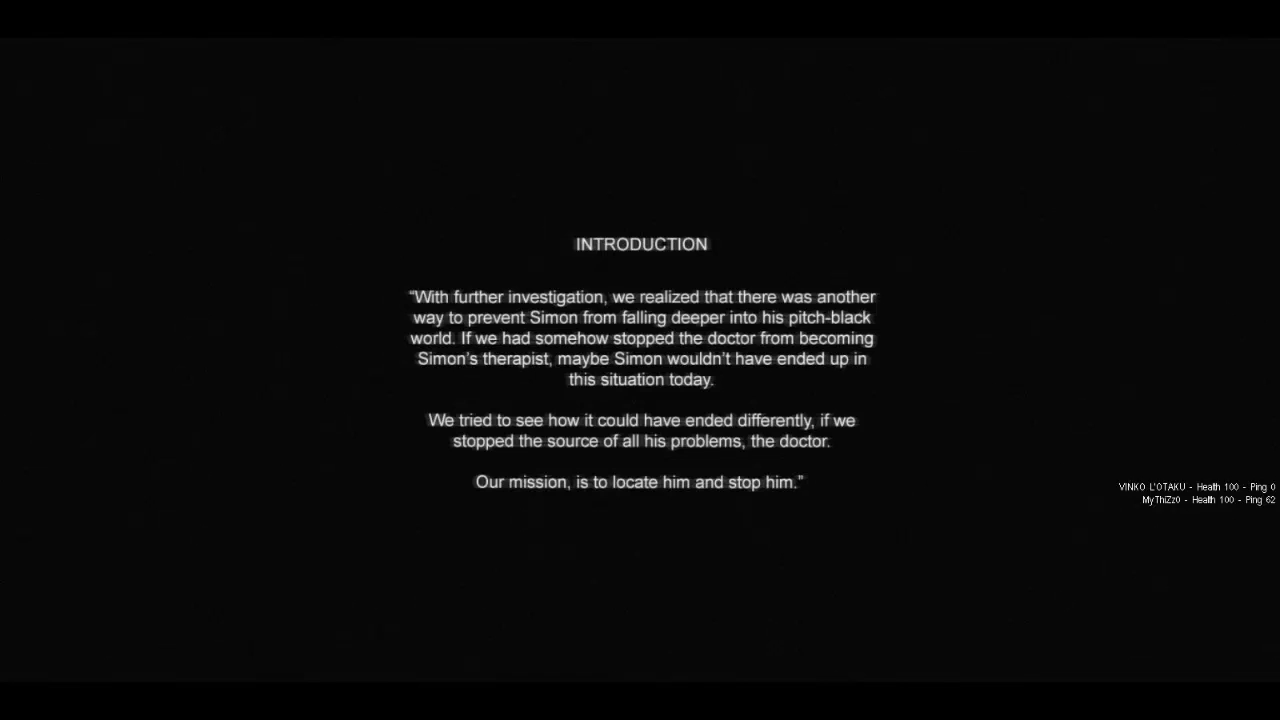 INTRODUCTION
“With further investigation, we realized that there was another
way to prevent Simon from falling deeper into his pitch-black
world. If we had somehow stopped the doctor from becoming
Simon’s therapist, maybe Simon wouldn’t have ended up in
this situation today.
We tried to see how it could have ended differently, if we
stopped the source of all his problems, the doctor.
Our mission, is to locate him and stop him.”
VINKO L'OTAKU - Health 100 - Ping 0
MyThiZz0 - Health 100 - Ping 62